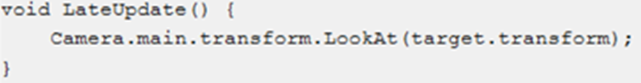 void LateUpdate() {
    Camera.main.transform.LookAt(target.transform);
}